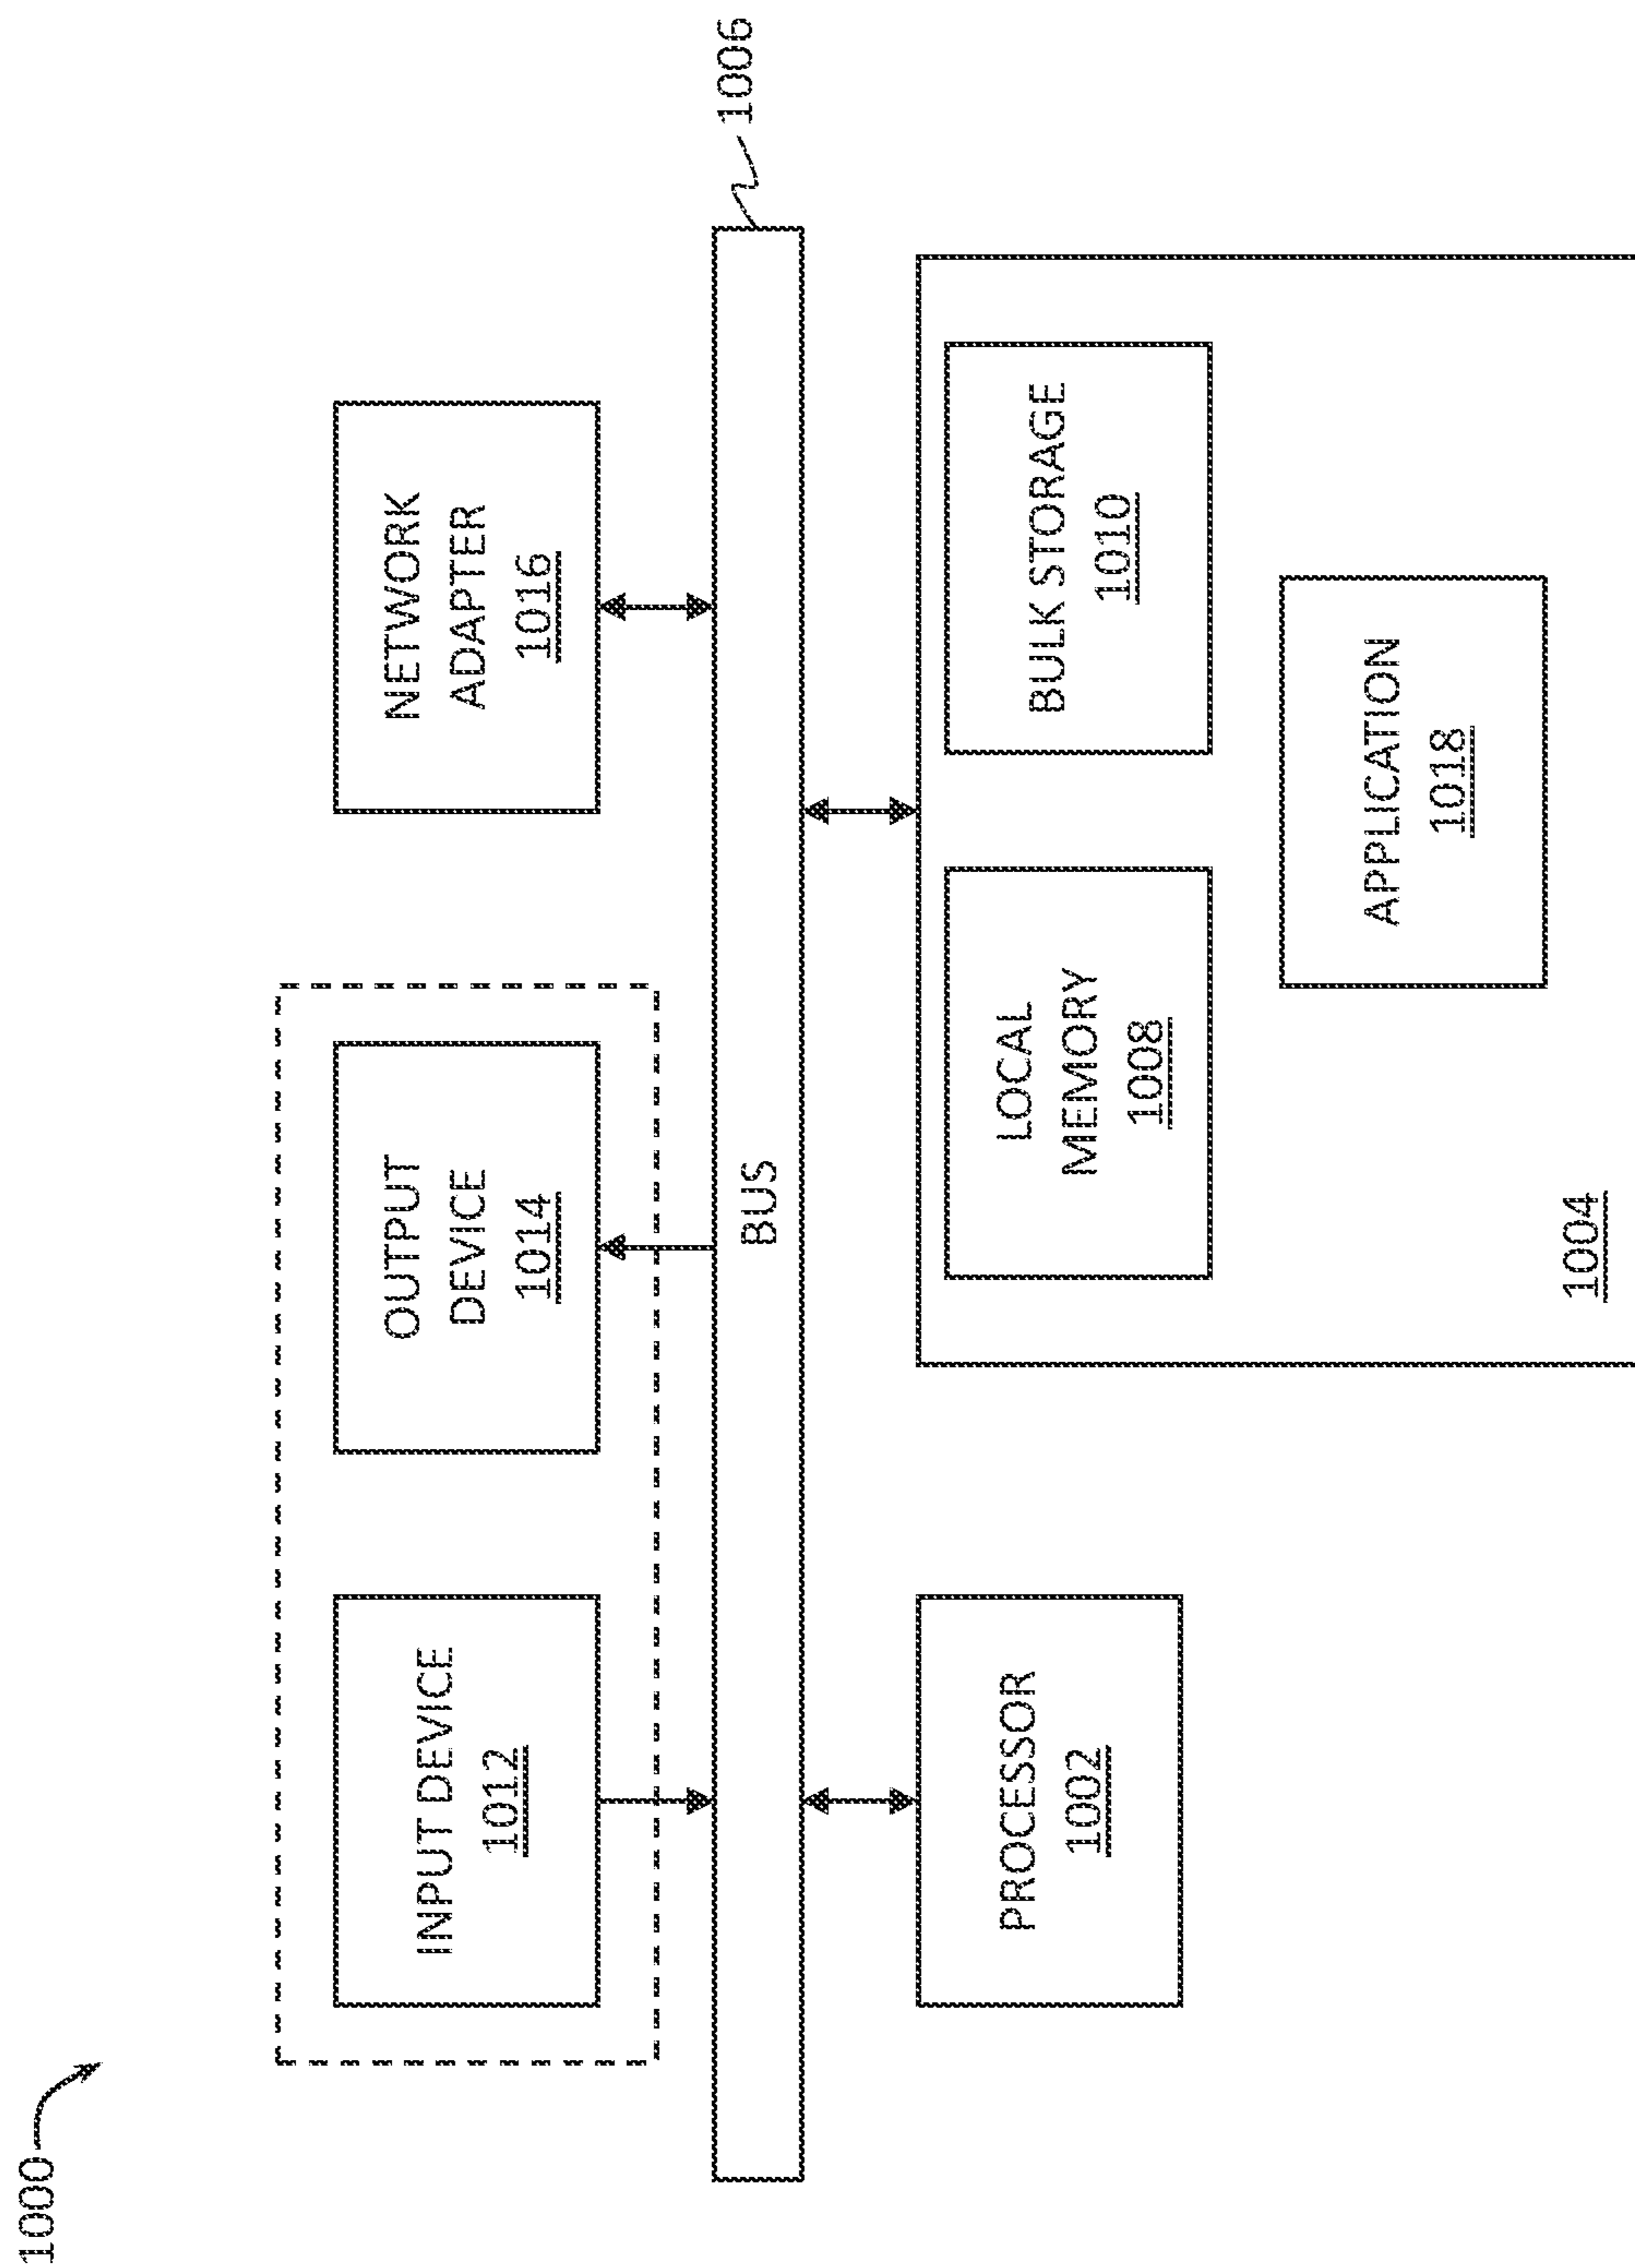 1000
INPUT DEVICE
1012
OUTPUT
DEVICE
1014
NETWORK
ADAPTER
1016
BUS
1006
PROCESSOR
1002
LOCAL
MEMORY
1008
BULK STORAGE
1010
APPLICATION
1018
1004